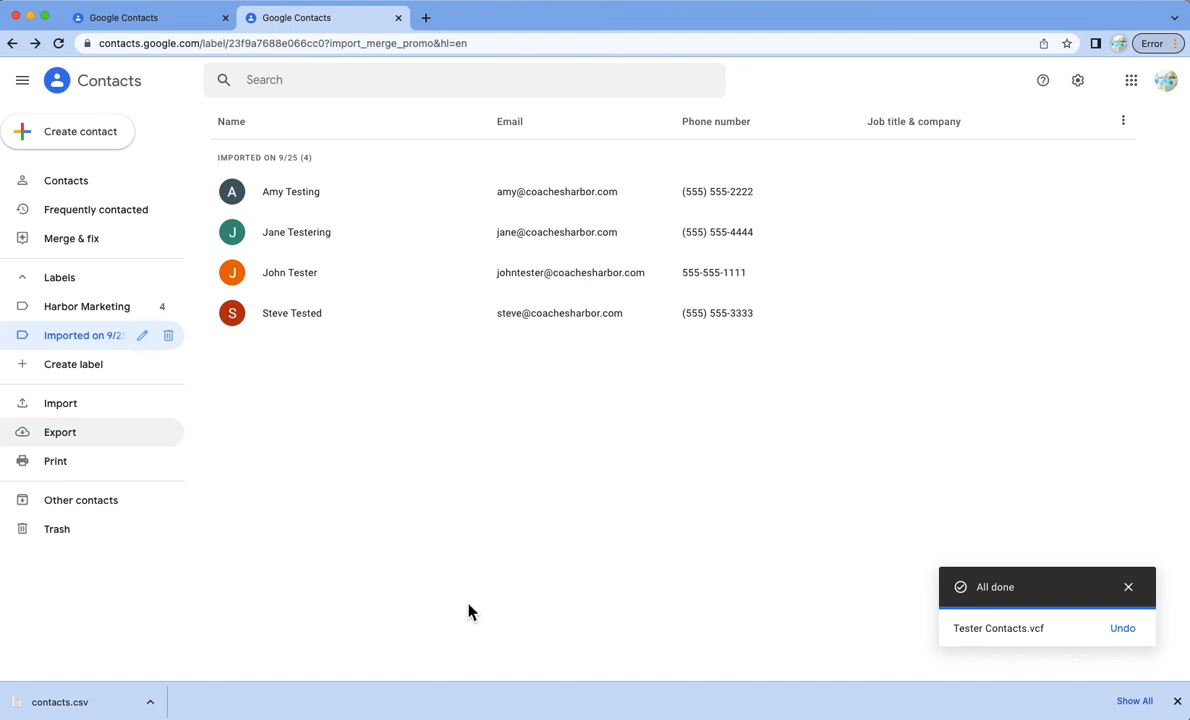 Google Contacts
Google Contacts
contacts.google.com/label/23f9a7688e066cc0?import_merge_promo&hl=en
Error
Contacts
Search
Create contact
Name Email Phone number Job title & company
IMPORTED ON 9/25 (4)
A Amy Testing amy@coachesharbor.com (555) 555-2222
J Jane Testering jane@coachesharbor.com (555) 555-4444
J John Tester johntester@coachesharbor.com 555-555-1111
S Steve Tested steve@coachesharbor.com (555) 555-3333
Contacts
Frequently contacted
Merge & fix
Labels
Harbor Marketing 4
Imported on 9/2
Create label
Import
Export
Print
Other contacts
Trash
All done
Tester Contacts.vcf Undo
contacts.csv
Show All